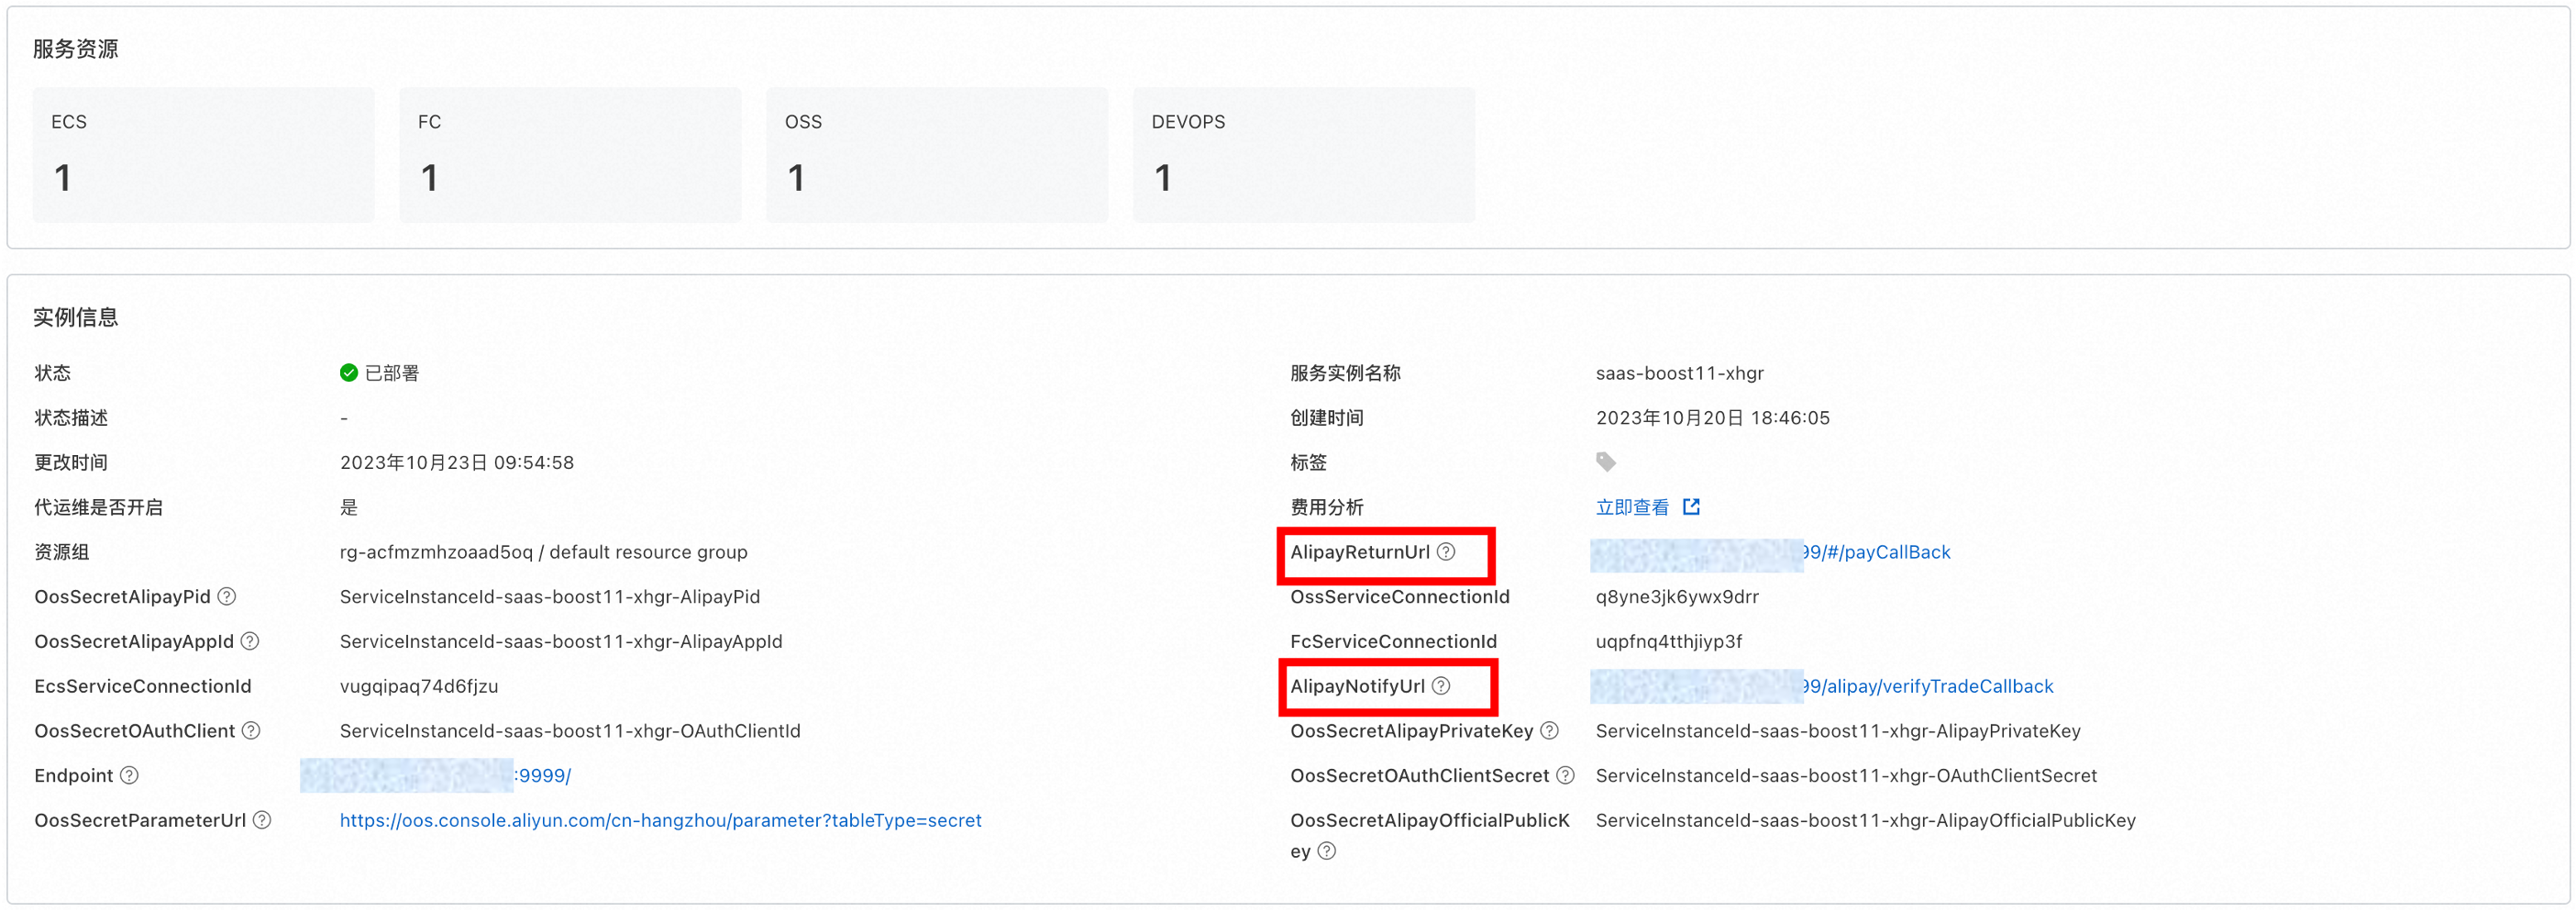 服务资源
ECS
1
FC
1
OSS
1
DEVOPS
1
实例信息
状态 已部署
服务实例名称 saas-boost11-xhgr
状态描述 -
创建时间 2023年10月20日 18:46:05
更改时间 2023年10月23日 09:54:58
标签
代运维是否开启 是
费用分析 立即查看
资源组 rg-acfmzmhzoaad5oq / default resource group
AlipayReturnUrl 99/#/payCallBack
OosSecretAlipayPid ServiceInstanceId-saas-boost11-xhgr-AlipayPid
OssServiceConnectionId q8yne3jk6ywx9drr
OosSecretAlipayAppId ServiceInstanceId-saas-boost11-xhgr-AlipayAppId
FcServiceConnectionId uqpfnq4tthjiyp3f
EcsServiceConnectionId vugqipaq74d6fjzu
AlipayNotifyUrl 99/alipay/verifyTradeCallback
OosSecretOAuthClient ServiceInstanceId-saas-boost11-xhgr-OAuthClientId
OosSecretAlipayPrivateKey ServiceInstanceId-saas-boost11-xhgr-AlipayPrivateKey
Endpoint :9999/
OosSecretOAuthClientSecret ServiceInstanceId-saas-boost11-xhgr-OAuthClientSecret
OosSecretParameterUrl https://oos.console.aliyun.com/cn-hangzhou/parameter?tableType=secret
OosSecretAlipayOfficialPublicK ServiceInstanceId-saas-boost11-xhgr-AlipayOfficialPublicKey
ey